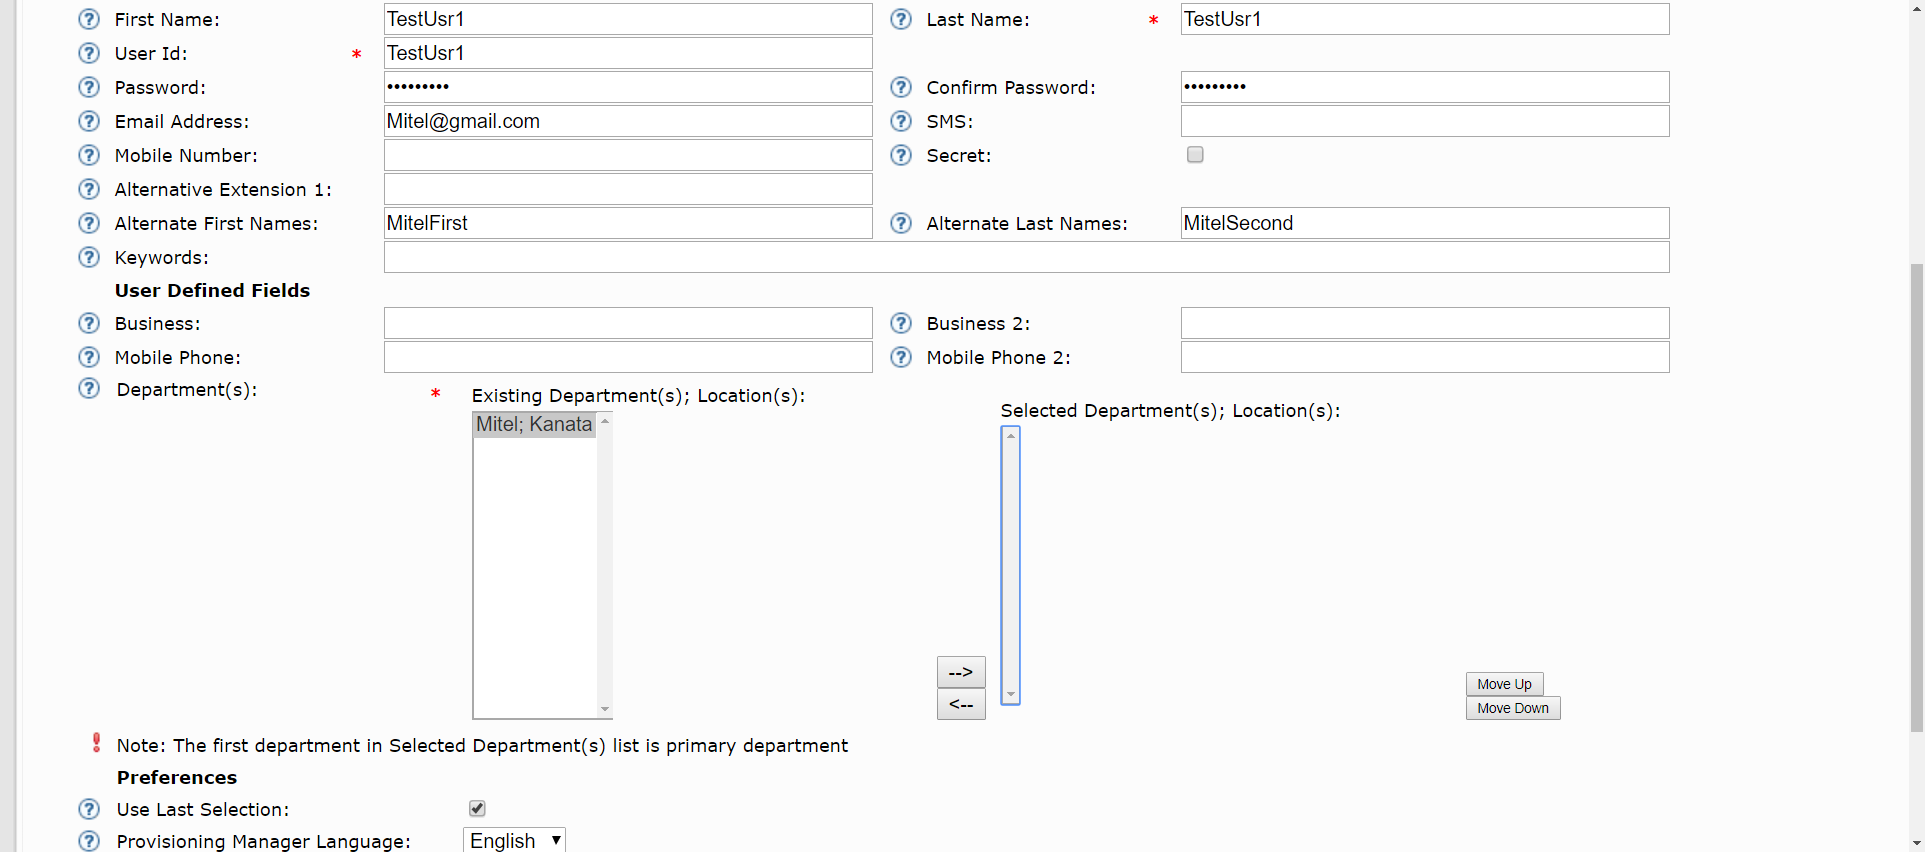 First Name: TestUsr1 Last Name: * TestUsr1
User Id: * TestUsr1
Password: ••••••••• Confirm Password: •••••••••
Email Address: Mitel@gmail.com SMS:
Mobile Number: Secret:
Alternative Extension 1:
Alternate First Names: MitelFirst Alternate Last Names: MitelSecond
Keywords:
User Defined Fields
Business: Business 2:
Mobile Phone: Mobile Phone 2:
Department(s): * Existing Department(s); Location(s):
Selected Department(s); Location(s):
Mitel; Kanata
-->
<--
Move Up
Move Down
Note: The first department in Selected Department(s) list is primary department
Preferences
Use Last Selection:
Provisioning Manager Language: English